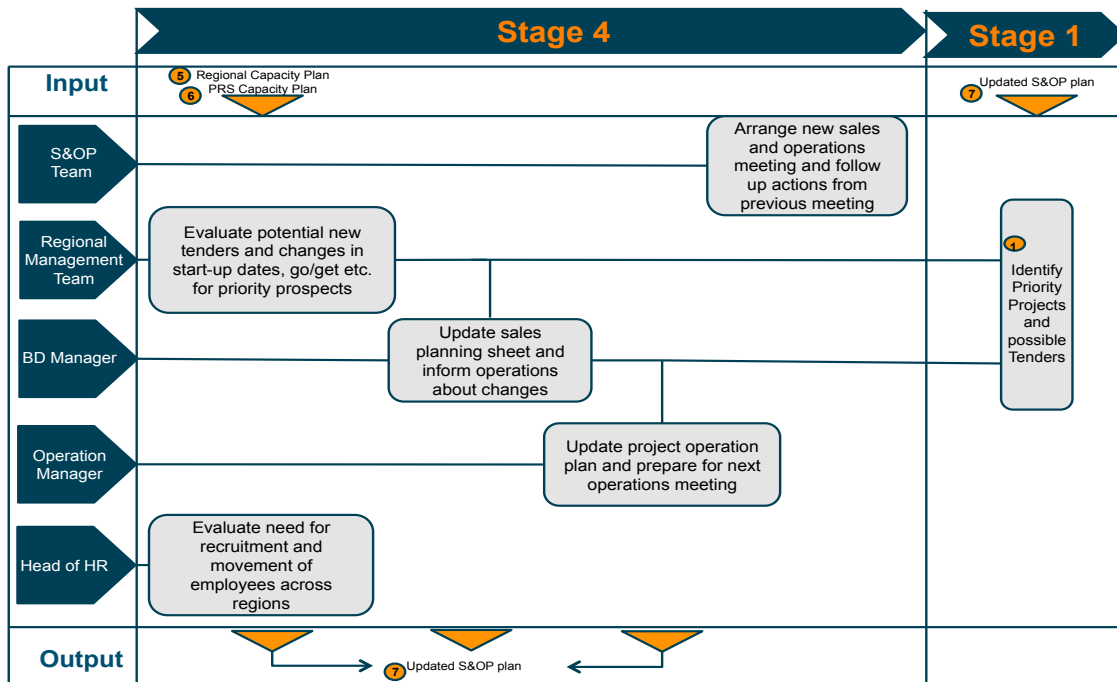 Stage 4
Stage 1
Input
5 Regional Capacity Plan
6 PRS Capacity Plan
7 Updated S&OP plan
S&OP
Team
Arrange new sales
and operations
meeting and follow
up actions from
previous meeting
Regional
Management
Team
Evaluate potential new
tenders and changes in
start-up dates, go/get etc.
for priority prospects
1
Identify
Priority
Projects
and
possible
Tenders
BD Manager
Update sales
planning sheet and
inform operations
about changes
Operation
Manager
Update project operation
plan and prepare for next
operations meeting
Head of HR
Evaluate need for
recruitment and
movement of
employees across
regions
Output
7 Updated S&OP plan